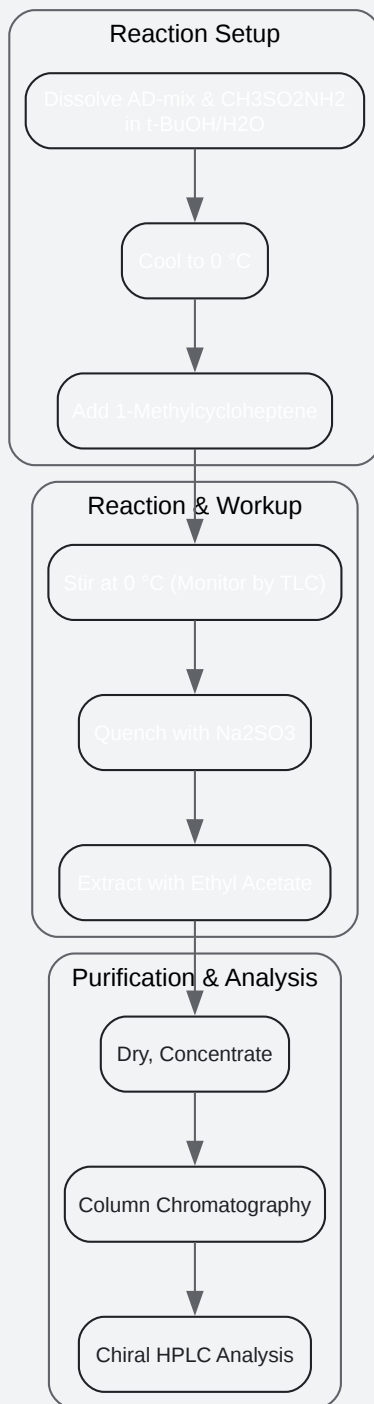 Reaction Setup
Dissolve AD-mix & CH3SO2NH2
in t-BuOH/H2O
Cool to 0 °C
Add 1-Methylcycloheptene
Reaction & Workup
Stir at 0 °C (Monitor by TLC)
Quench with Na2SO3
Extract with Ethyl Acetate
Purification & Analysis
Dry, Concentrate
Column Chromatography
Chiral HPLC Analysis